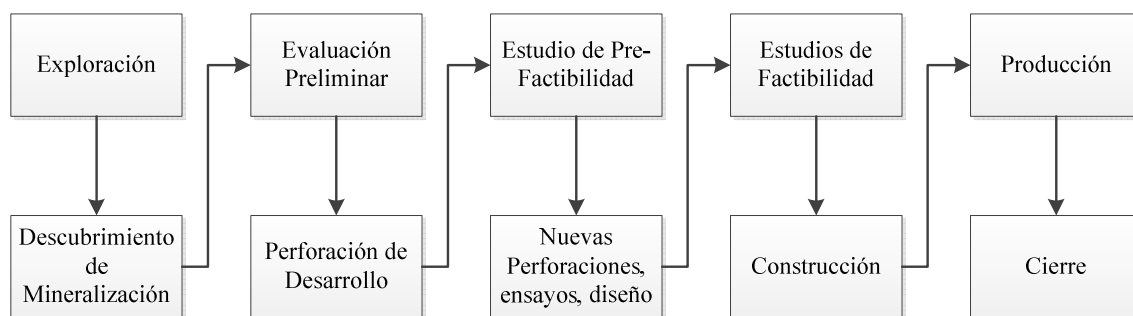 Exploración
Descubrimiento
de
Mineralización
Evaluación
Preliminar
Perforación de
Desarrollo
Estudio de Pre-
Factibilidad
Nuevas
Perforaciones,
ensayos, diseño
Estudios de
Factibilidad
Construcción
Producción
Cierre